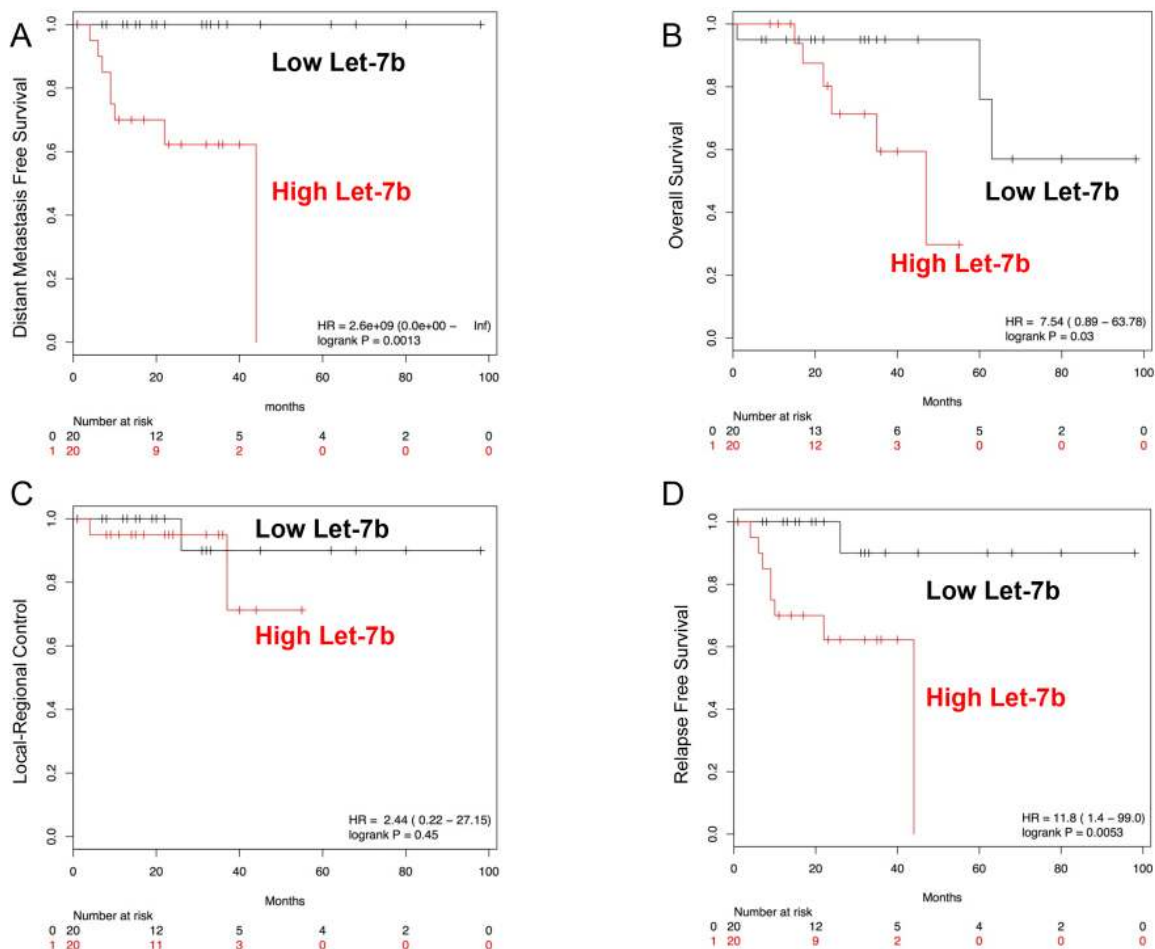 A
Distant Metastasis Free Survival
1.0
0.8
0.6
0.4
0.2
0.0
Low Let-7b
High Let-7b
HR = 2.6e+09 (0.0e+00 − Inf)
logrank P = 0.0013
0 20 40 60 80 100
months
Number at risk
0 20 12 5 4 2 0
1 20 9 2 0 0 0
B
Overall Survival
1.0
0.8
0.6
0.4
0.2
0.0
Low Let-7b
High Let-7b
HR = 7.54 ( 0.89 − 63.78)
logrank P = 0.03
0 20 40 60 80 100
Months
Number at risk
0 20 13 6 5 2 0
1 20 12 3 0 0 0
C
Local-Regional Control
1.0
0.8
0.6
0.4
0.2
0.0
Low Let-7b
High Let-7b
HR = 2.44 ( 0.22 − 27.15)
logrank P = 0.45
0 20 40 60 80 100
Months
Number at risk
0 20 12 5 4 2 0
1 20 11 3 0 0 0
D
Relapse Free Survival
1.0
0.8
0.6
0.4
0.2
0.0
Low Let-7b
High Let-7b
HR = 11.8 ( 1.4 − 99.0)
logrank P = 0.0053
0 20 40 60 80 100
Months
Number at risk
0 20 12 5 4 2 0
1 20 9 2 0 0 0